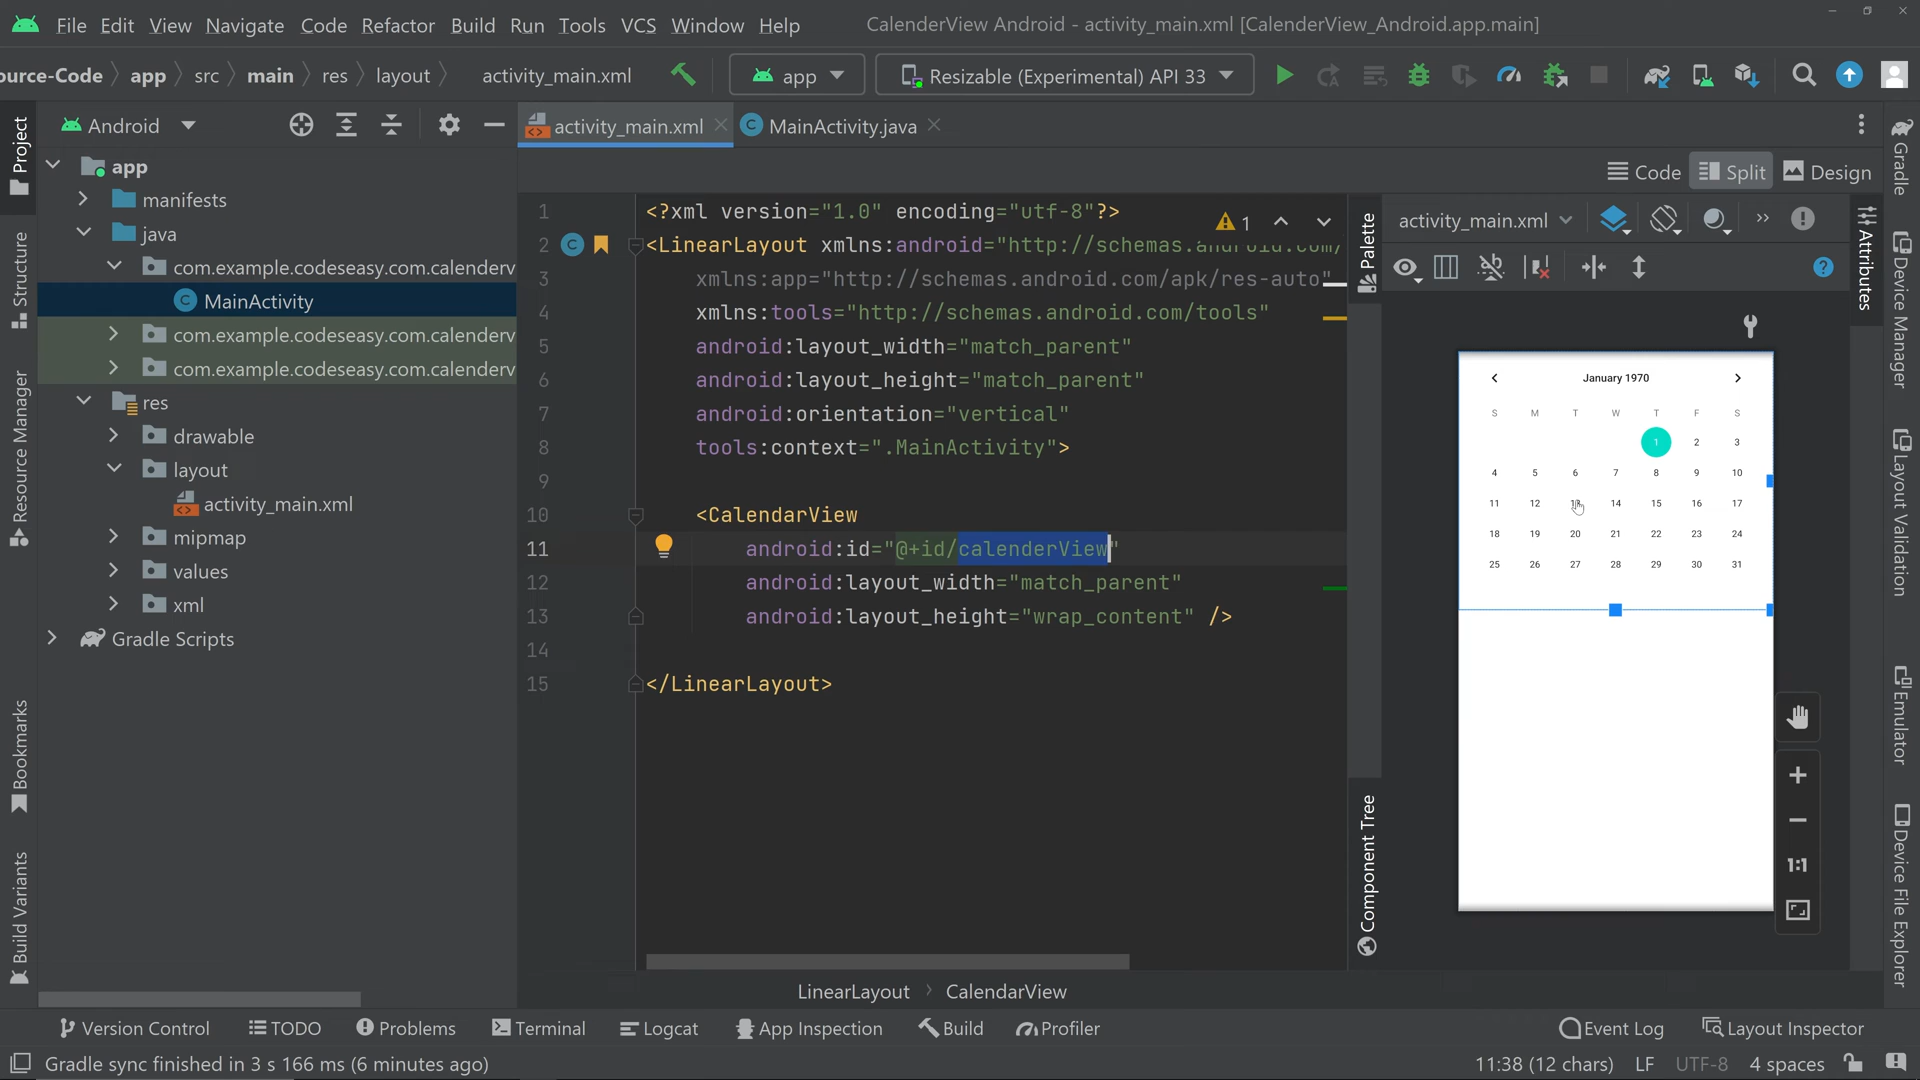 File Edit View Navigate Code Refactor Build Run Tools VCS Window Help CalenderView Android - activity_main.xml [CalenderView_Android.app.main]
ource-Code app src main res layout activity_main.xml app Resizable (Experimental) API 33
Android
activity_main.xml MainActivity.java
Code Split Design
Project
Structure
Resource Manager
Bookmarks
Build Variants
app
manifests
java
com.example.codeseasy.com.calenderv
MainActivity
com.example.codeseasy.com.calenderv
com.example.codeseasy.com.calenderv
res
drawable
layout
activity_main.xml
mipmap
values
xml
Gradle Scripts
1 <?xml version="1.0" encoding="utf-8"?>
1
2 <LinearLayout xmlns:android="http://schemas.android.com/
3 xmlns:app="http://schemas.android.com/apk/res-auto"
4 xmlns:tools="http://schemas.android.com/tools"
5 android:layout_width="match_parent"
6 android:layout_height="match_parent"
7 android:orientation="vertical"
8 tools:context=".MainActivity">
9
10 <CalendarView
11 android:id="@+id/calenderView"
12 android:layout_width="match_parent"
13 android:layout_height="wrap_content" />
14
15 </LinearLayout>
LinearLayout CalendarView
Palette
Component Tree
activity_main.xml
January 1970
S M T W T F S
1 2 3
4 5 6 7 8 9 10
11 12 13 14 15 16 17
18 19 20 21 22 23 24
25 26 27 28 29 30 31
1:1
Attributes
Gradle
Device Manager
Layout Validation
Emulator
Device File Explorer
Version Control TODO Problems Terminal Logcat App Inspection Build Profiler Event Log Layout Inspector
Gradle sync finished in 3 s 166 ms (6 minutes ago) 11:38 (12 chars) LF UTF-8 4 spaces